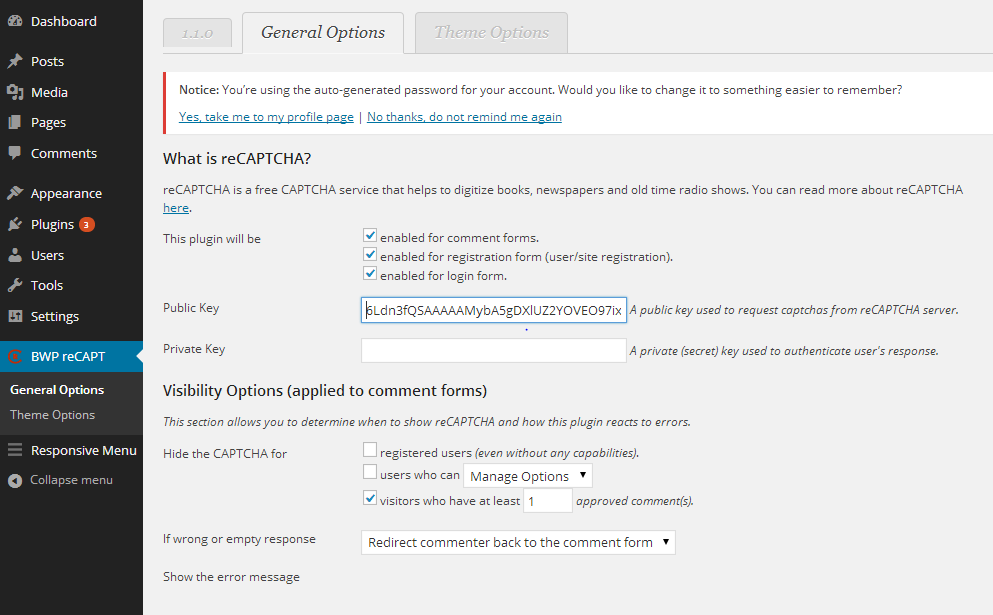 Dashboard
Posts
Media
Pages
Comments
Appearance
Plugins 3
Users
Tools
Settings
BWP reCAPT
General Options
Theme Options
Responsive Menu
Collapse menu
1.1.0 General Options Theme Options
Notice: You're using the auto-generated password for your account. Would you like to change it to something easier to remember?
Yes, take me to my profile page | No thanks, do not remind me again
What is reCAPTCHA?
reCAPTCHA is a free CAPTCHA service that helps to digitize books, newspapers and old time radio shows. You can read more about reCAPTCHA
here.
This plugin will be enabled for comment forms.
enabled for registration form (user/site registration).
enabled for login form.
Public Key 6Ldn3fQSAAAAAMybA5gDXlUZ2YOVEO97ix A public key used to request captchas from reCAPTCHA server.
Private Key A private (secret) key used to authenticate user's response.
Visibility Options (applied to comment forms)
This section allows you to determine when to show reCAPTCHA and how this plugin reacts to errors.
Hide the CAPTCHA for registered users (even without any capabilities).
users who can Manage Options
visitors who have at least 1 approved comment(s).
If wrong or empty response Redirect commenter back to the comment form
Show the error message